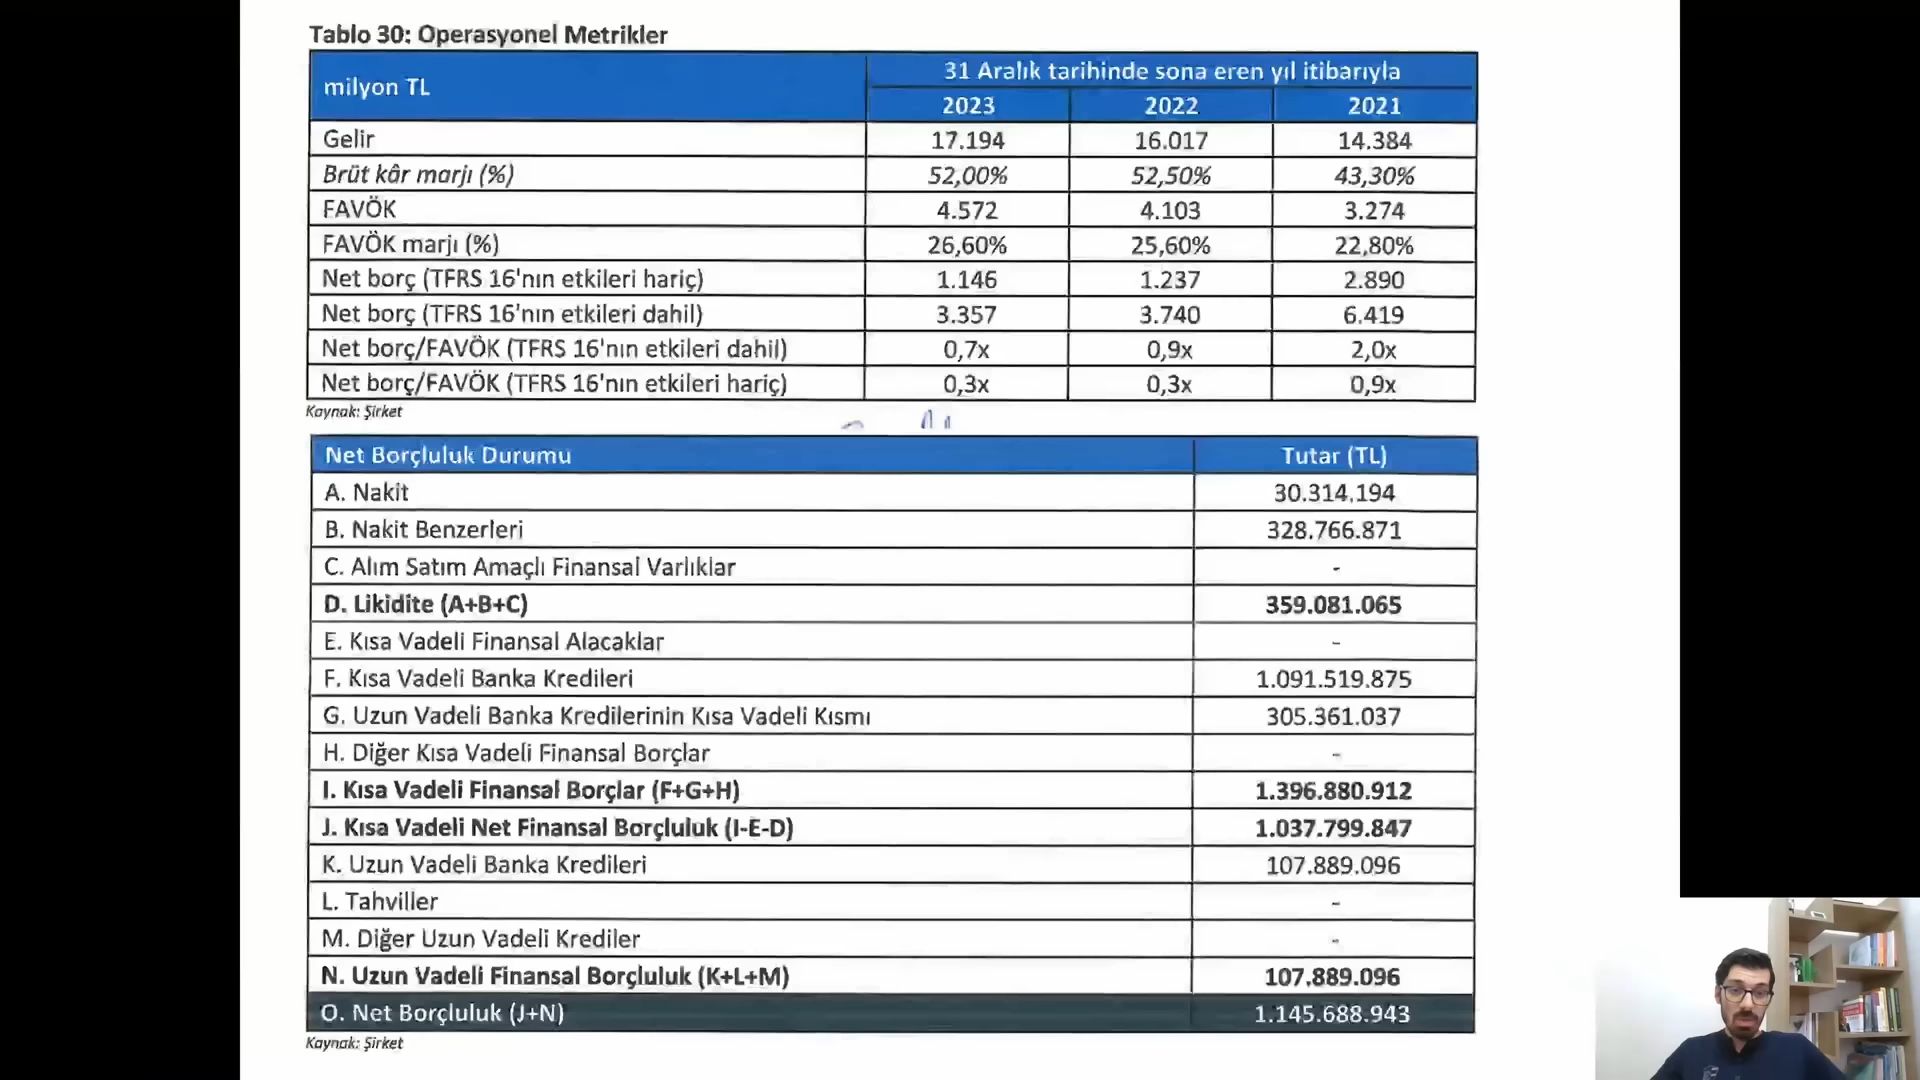 Tablo 30: Operasyonel Metrikler
milyon TL
31 Aralık tarihinde sona eren yıl itibarıyla
2023 2022 2021
Gelir 17.194 16.017 14.384
Brüt kâr marjı (%) 52,00% 52,50% 43,30%
FAVÖK 4.572 4.103 3.274
FAVÖK marjı (%) 26,60% 25,60% 22,80%
Net borç (TFRS 16'nın etkileri hariç) 1.146 1.237 2.890
Net borç (TFRS 16'nın etkileri dahil) 3.357 3.740 6.419
Net borç/FAVÖK (TFRS 16'nın etkileri dahil) 0,7x 0,9x 2,0x
Net borç/FAVÖK (TFRS 16'nın etkileri hariç) 0,3x 0,3x 0,9x
Kaynak: Şirket
Net Borçluluk Durumu Tutar (TL)
A. Nakit 30.314.194
B. Nakit Benzerleri 328.766.871
C. Alım Satım Amaçlı Finansal Varlıklar -
D. Likidite (A+B+C) 359.081.065
E. Kısa Vadeli Finansal Alacaklar -
F. Kısa Vadeli Banka Kredileri 1.091.519.875
G. Uzun Vadeli Banka Kredilerinin Kısa Vadeli Kısmı 305.361.037
H. Diğer Kısa Vadeli Finansal Borçlar -
I. Kısa Vadeli Finansal Borçlar (F+G+H) 1.396.880.912
J. Kısa Vadeli Net Finansal Borçluluk (I-E-D) 1.037.799.847
K. Uzun Vadeli Banka Kredileri 107.889.096
L. Tahviller -
M. Diğer Uzun Vadeli Krediler -
N. Uzun Vadeli Finansal Borçluluk (K+L+M) 107.889.096
O. Net Borçluluk (J+N) 1.145.688.943
Kaynak: Şirket